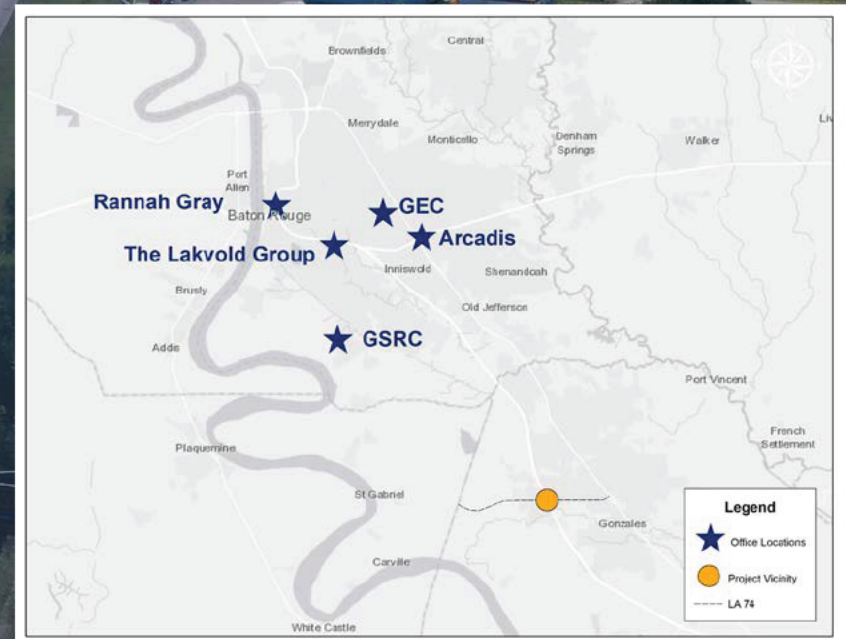 Central
Brownfields
Merrydale
Monticello
Denham
Springs
Walker
Port
Allen
Rannah Gray
Baton Rouge
GEC
Arcadis
The Lakvold Group
Inniswold
Shenandoah
Brusly
Old Jefferson
Addis
GSRC
Port Vincent
French
Settlement
Plaquemine
St Gabriel
Gonzales
Carville
White Castle
Legend
Office Locations
Project Vicinity
LA 74